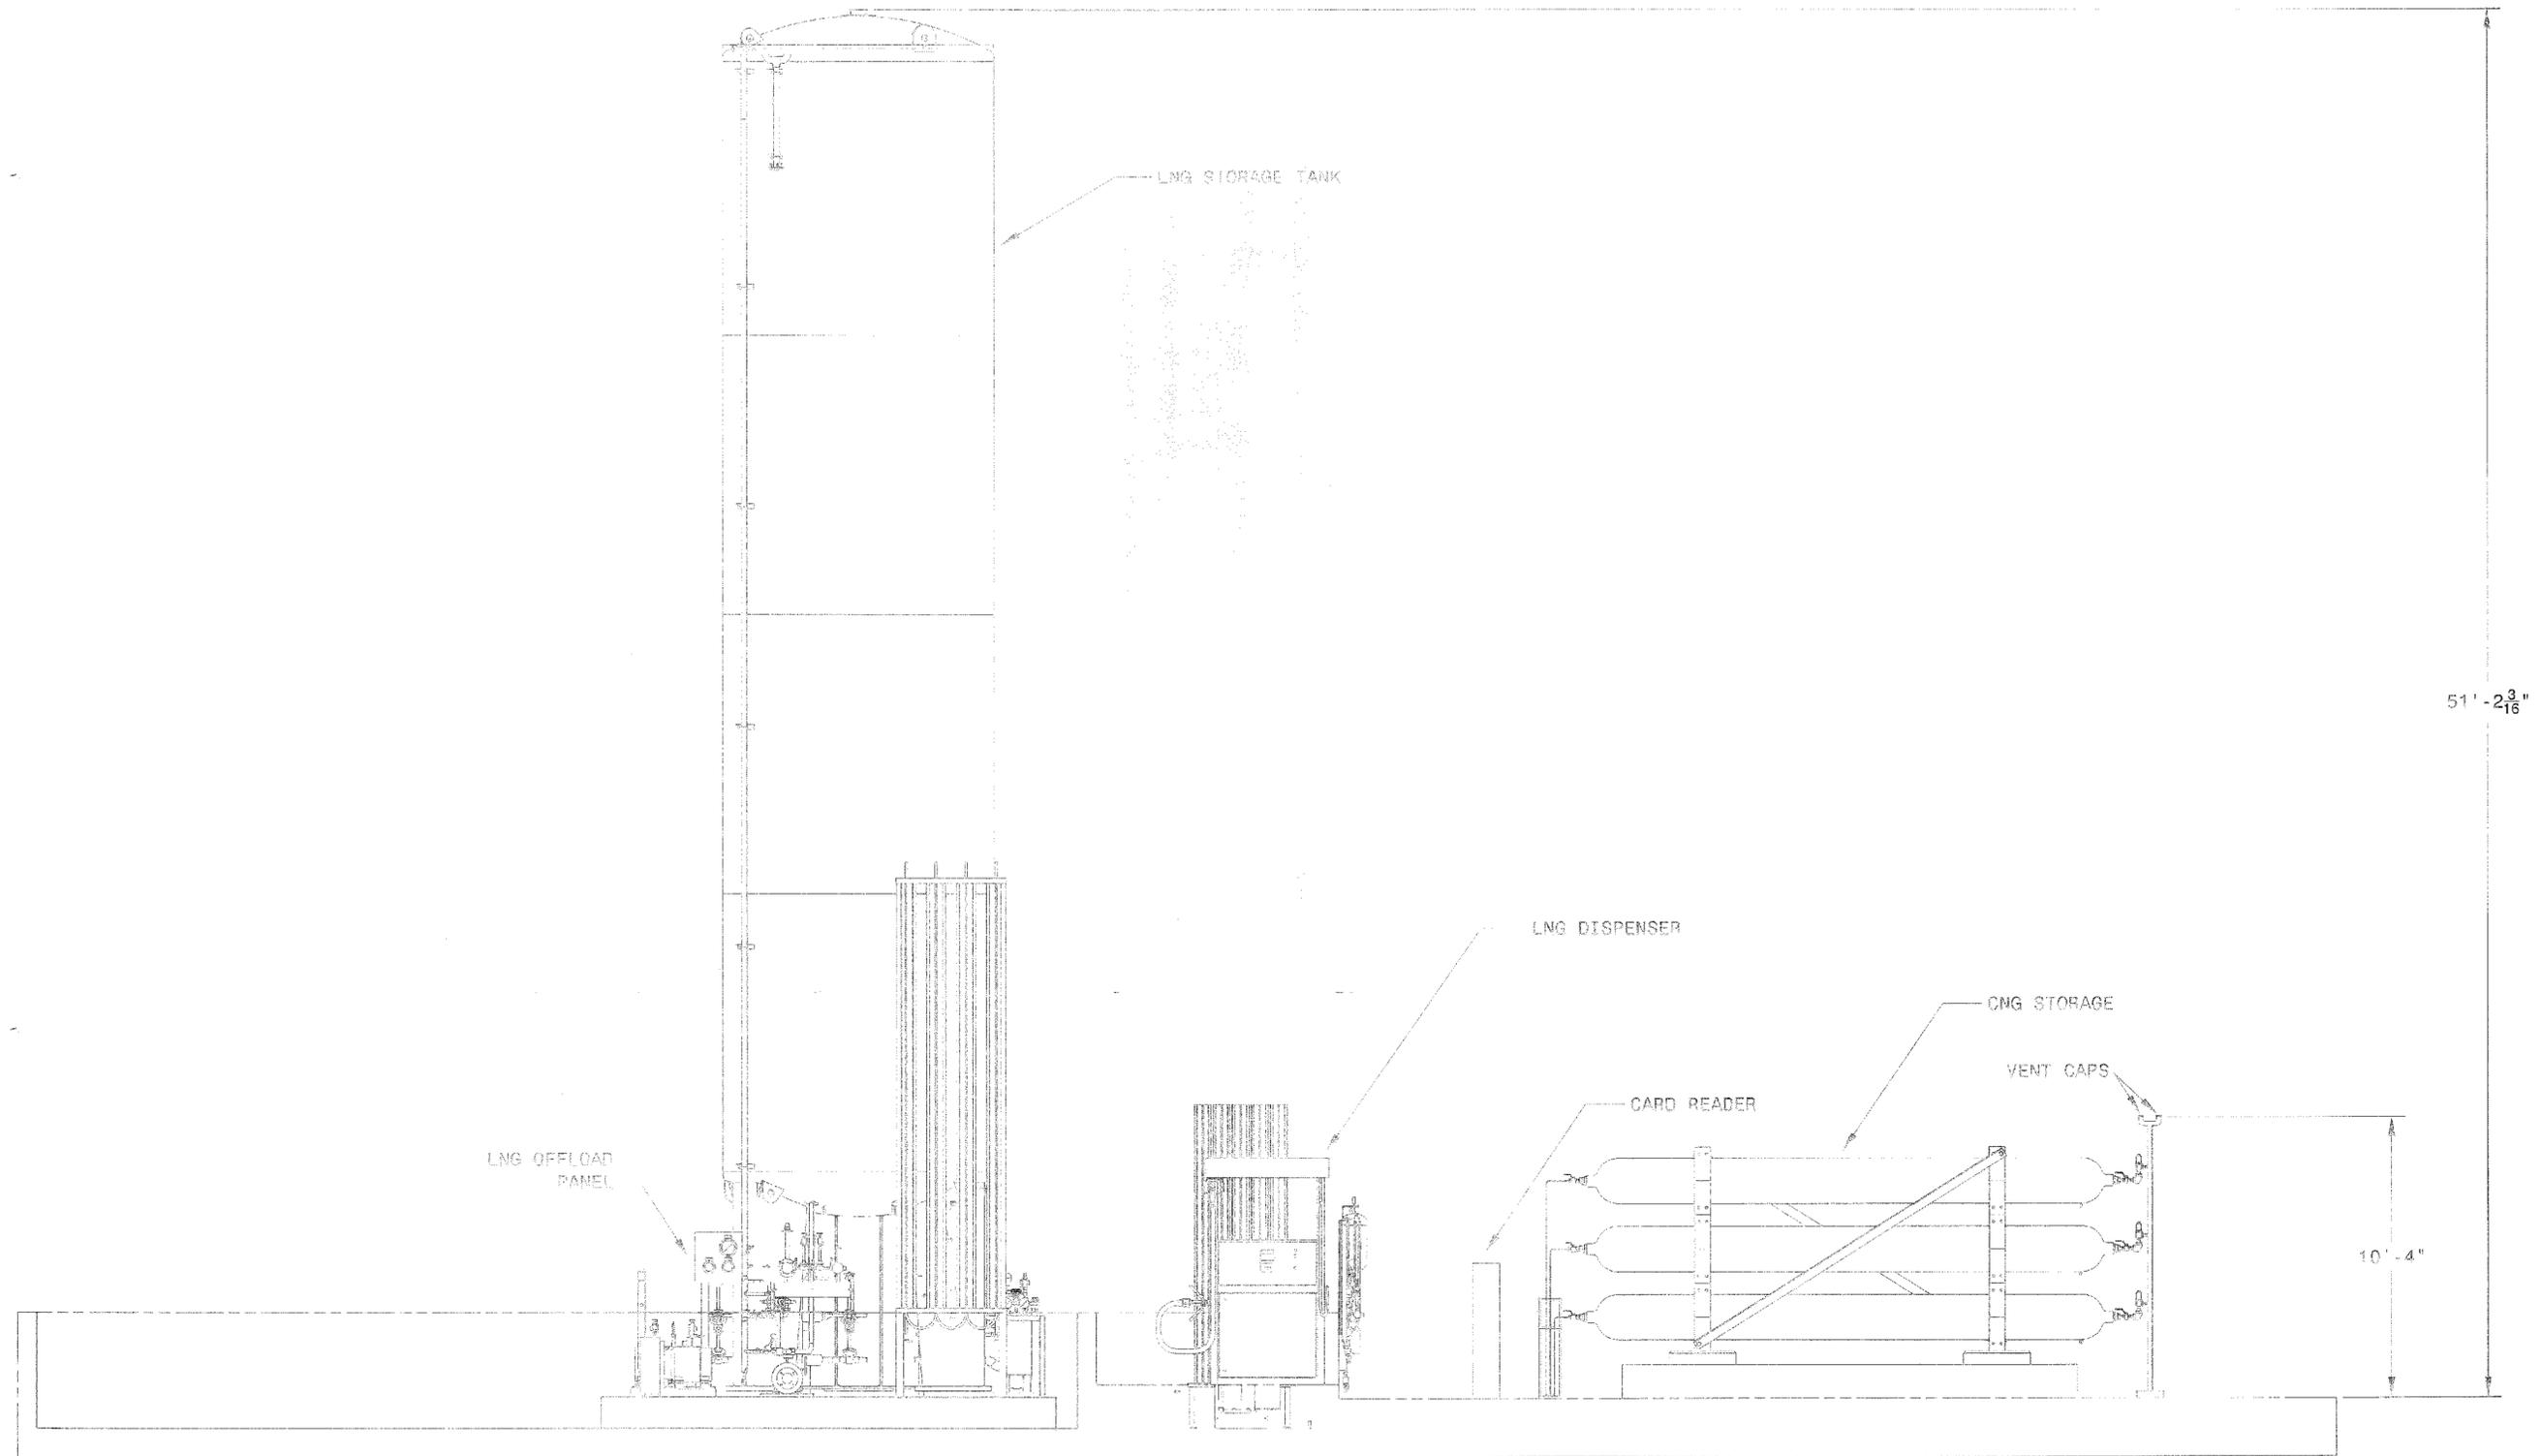 LNG STORAGE TANK
51'-2 3/16"
LNG DISPENSER
CNG STORAGE
VENT CAPS
CARD READER
LNG OFFLOAD
PANEL
10'-4"